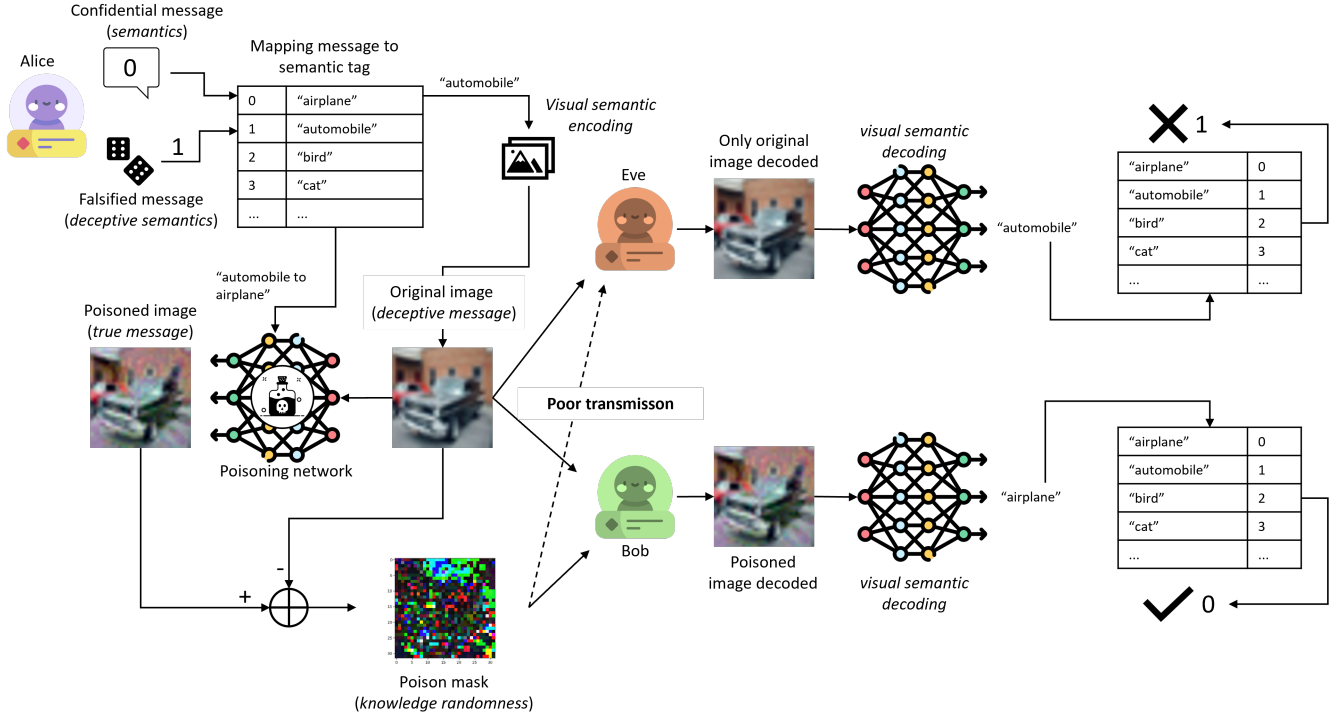 Confidential message
(semantics)
Alice
0
Mapping message to
semantic tag
0 "airplane"
1 "automobile"
2 "bird"
3 "cat"
... ...
1
Falsified message
(deceptive semantics)
"automobile"
Visual semantic
encoding
"automobile to
airplane"
Original image
(deceptive message)
Poisoned image
(true message)
Poisoning network
-
+
Poison mask
(knowledge randomness)
Poor transmisson
Eve
Only original
image decoded
visual semantic
decoding
"automobile"
1
"airplane" 0
"automobile" 1
"bird" 2
"cat" 3
... ...
Bob
Poisoned
image decoded
visual semantic
decoding
"airplane"
"airplane" 0
"automobile" 1
"bird" 2
"cat" 3
... ...
0